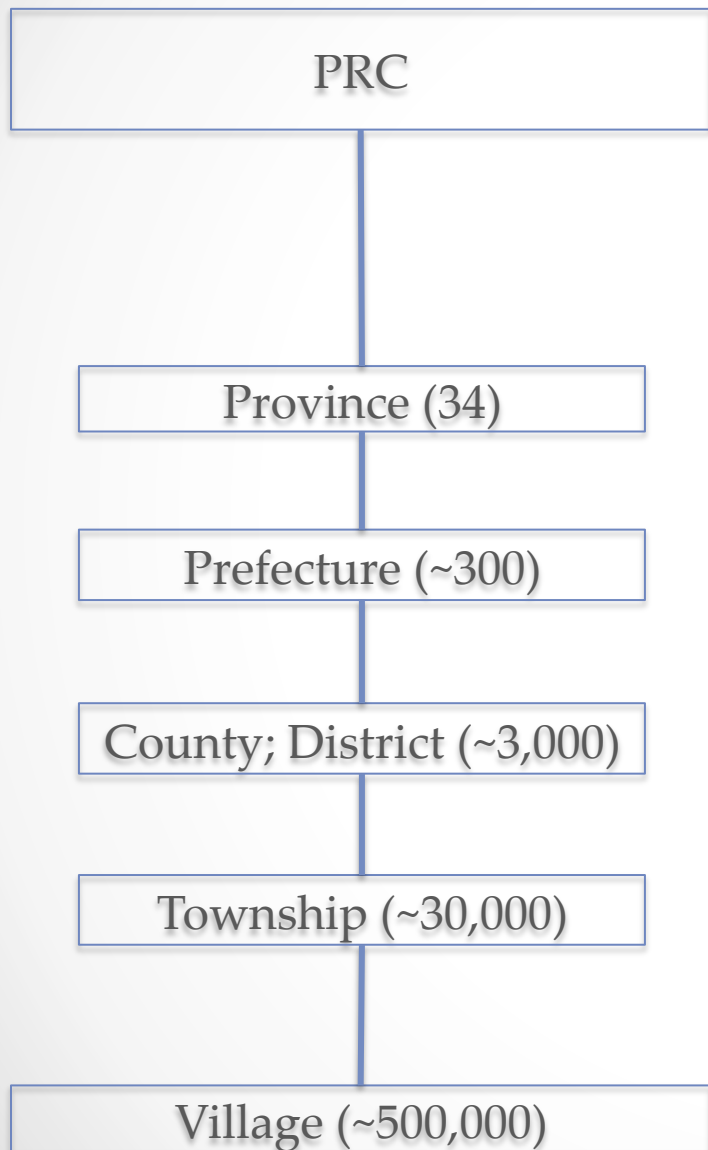 PRC
Province (34)
Prefecture (~300)
County; District (~3,000)
Township (~30,000)
Village (~500,000)